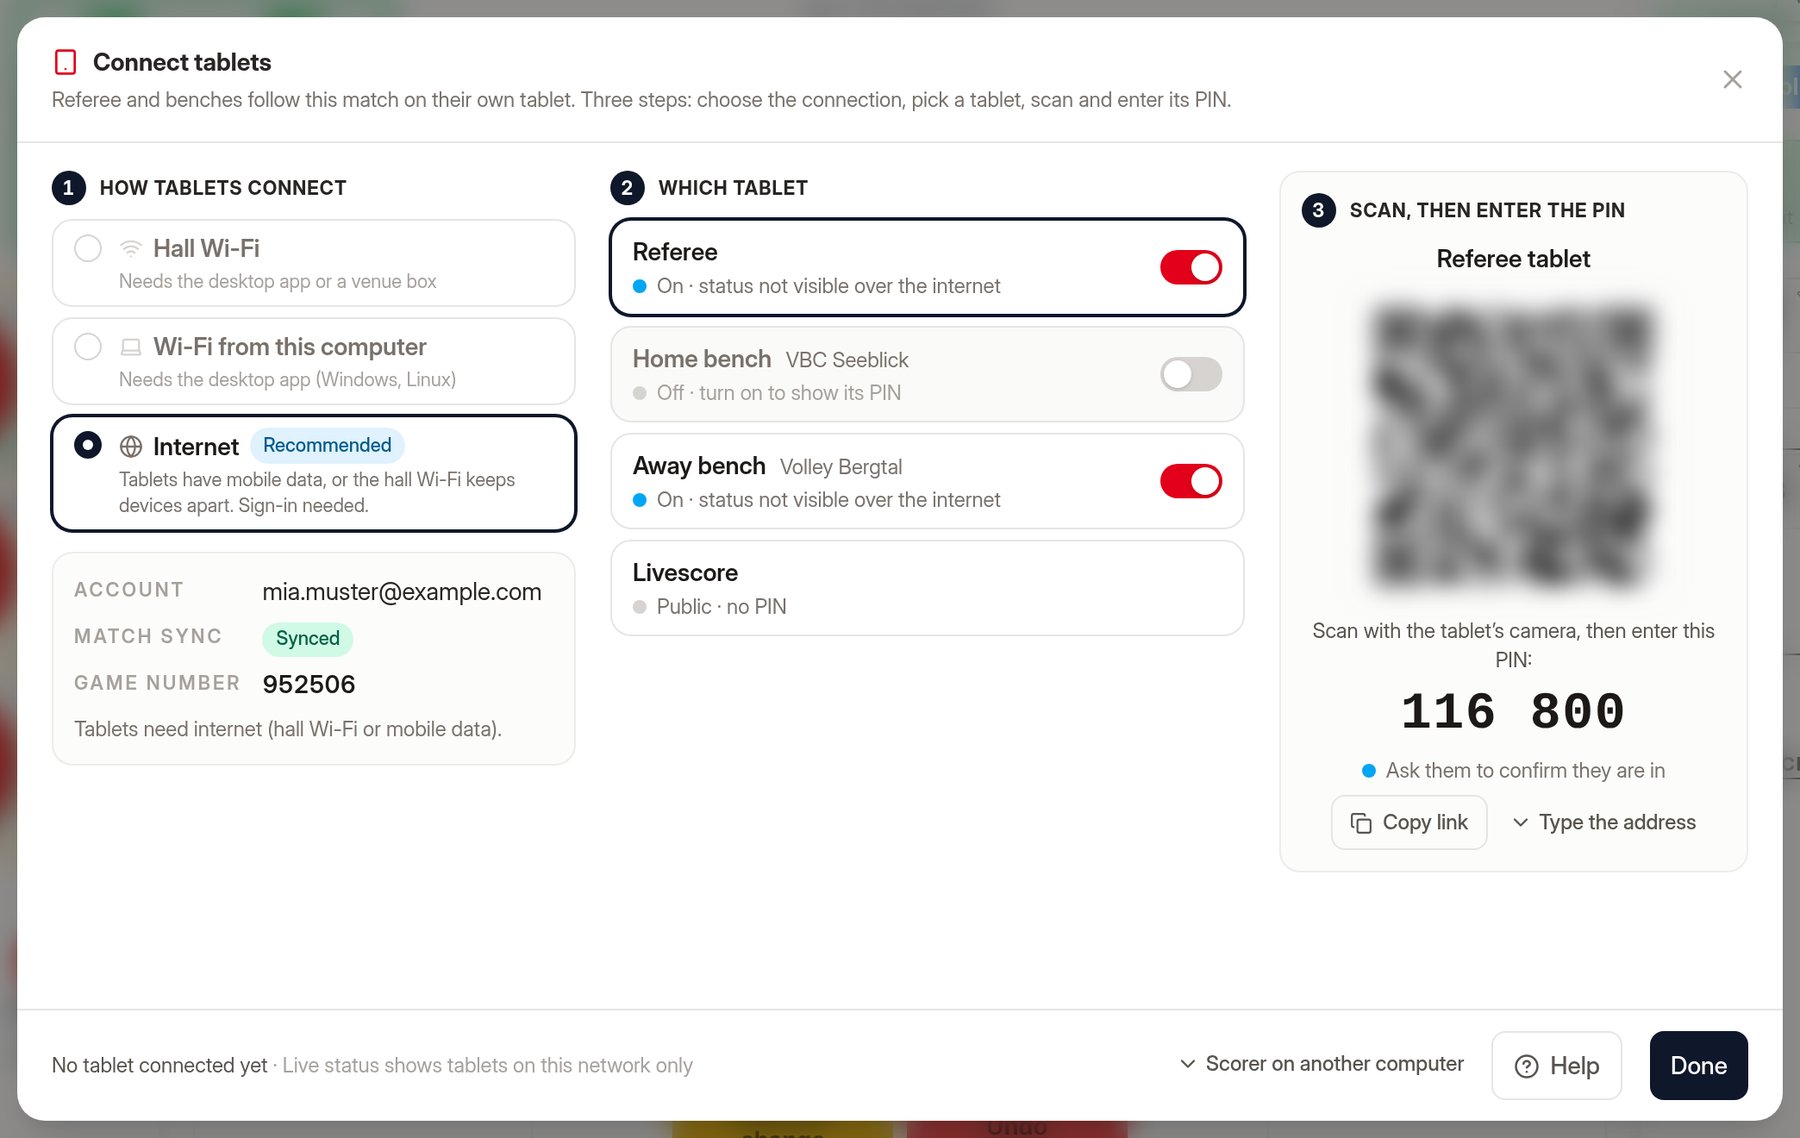 Connect tablets
Referee and benches follow this match on their own tablet. Three steps: choose the connection, pick a tablet, scan and enter its PIN.
1 HOW TABLETS CONNECT
Hall Wi-Fi
Needs the desktop app or a venue box
Wi-Fi from this computer
Needs the desktop app (Windows, Linux)
Internet Recommended
Tablets have mobile data, or the hall Wi-Fi keeps
devices apart. Sign-in needed.
ACCOUNT mia.muster@example.com
MATCH SYNC Synced
GAME NUMBER 952506
Tablets need internet (hall Wi-Fi or mobile data).
2 WHICH TABLET
Referee
On · status not visible over the internet
Home bench VBC Seeblick
Off · turn on to show its PIN
Away bench Volley Bergtal
On · status not visible over the internet
Livescore
Public · no PIN
3 SCAN, THEN ENTER THE PIN
Referee tablet
Scan with the tablet’s camera, then enter this
PIN:
116 800
Ask them to confirm they are in
Copy link Type the address
No tablet connected yet · Live status shows tablets on this network only
Scorer on another computer Help Done
change
Undo